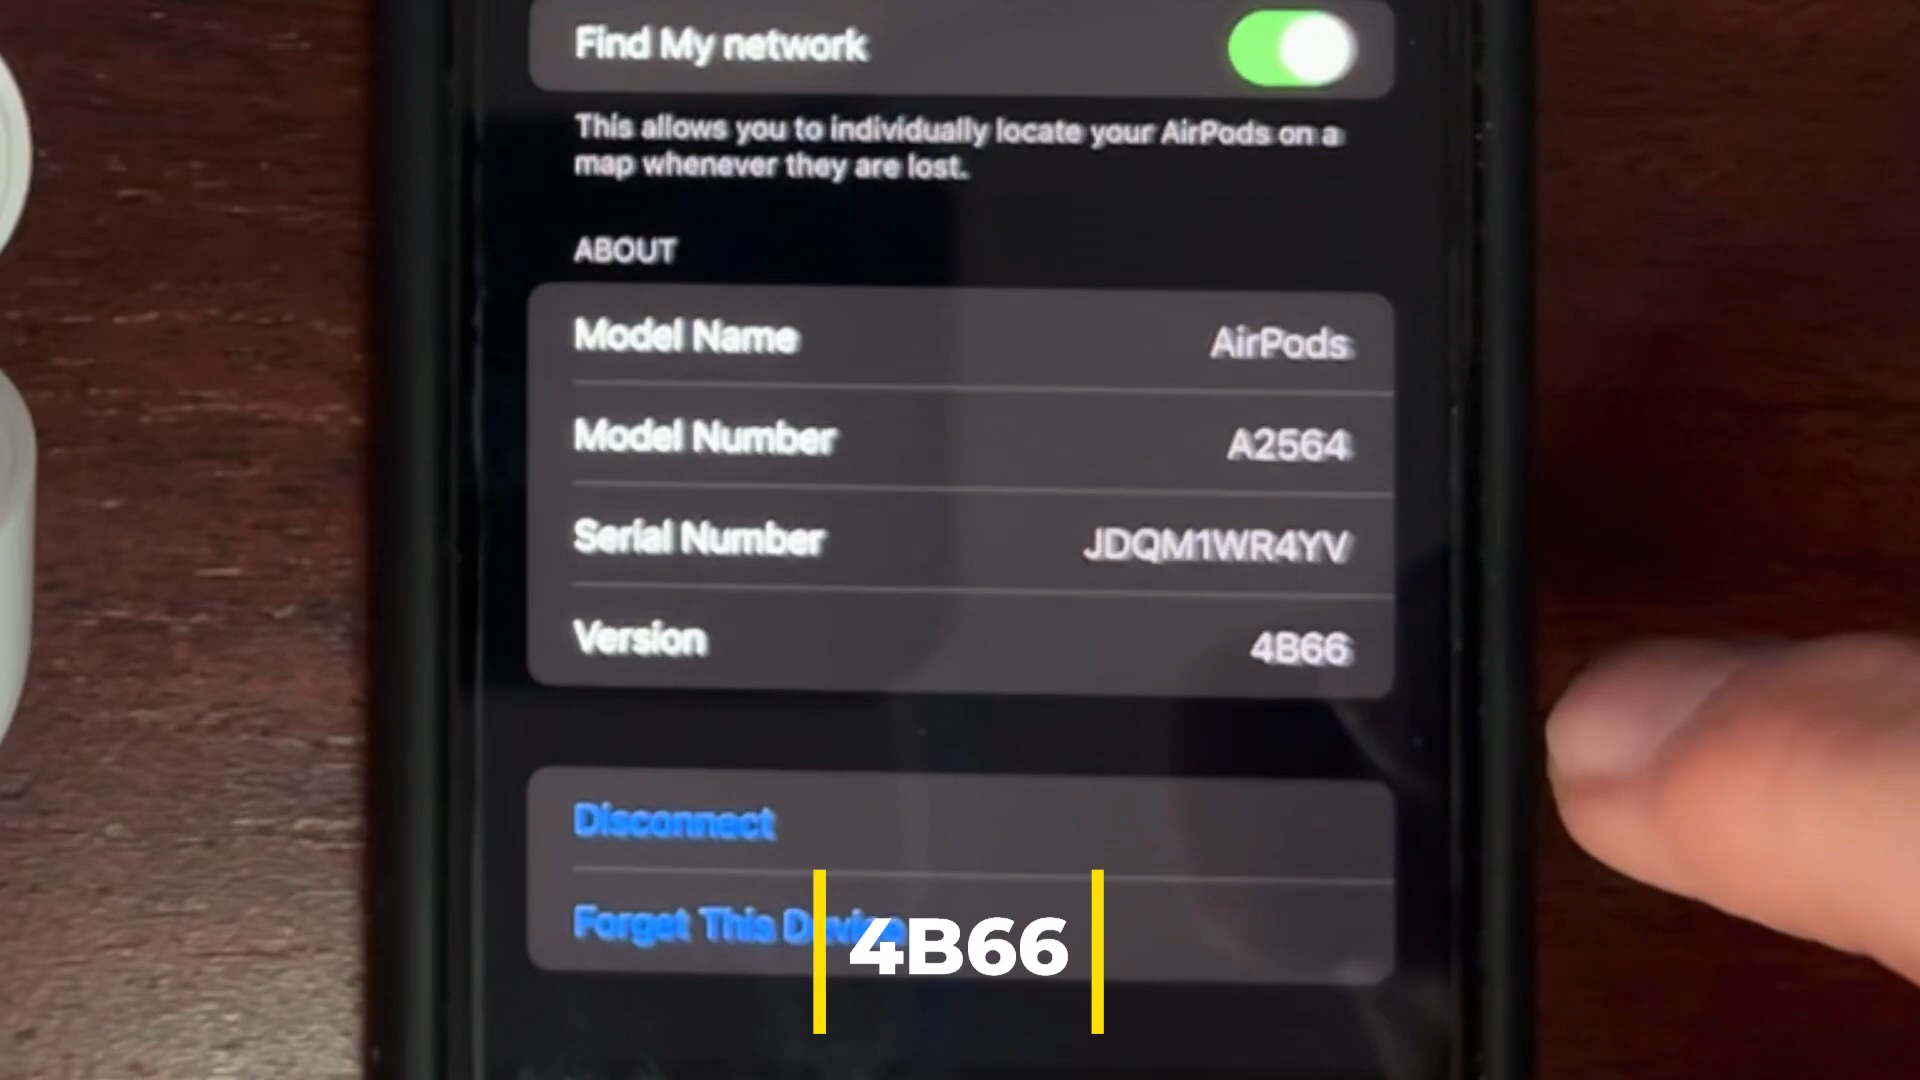 Find My network
This allows you to individually locate your AirPods on a
map whenever they are lost.
ABOUT
Model Name AirPods
Model Number A2564
Serial Number JDQM1WR4YV
Version 4B66
Disconnect
Forget This Device
4B66